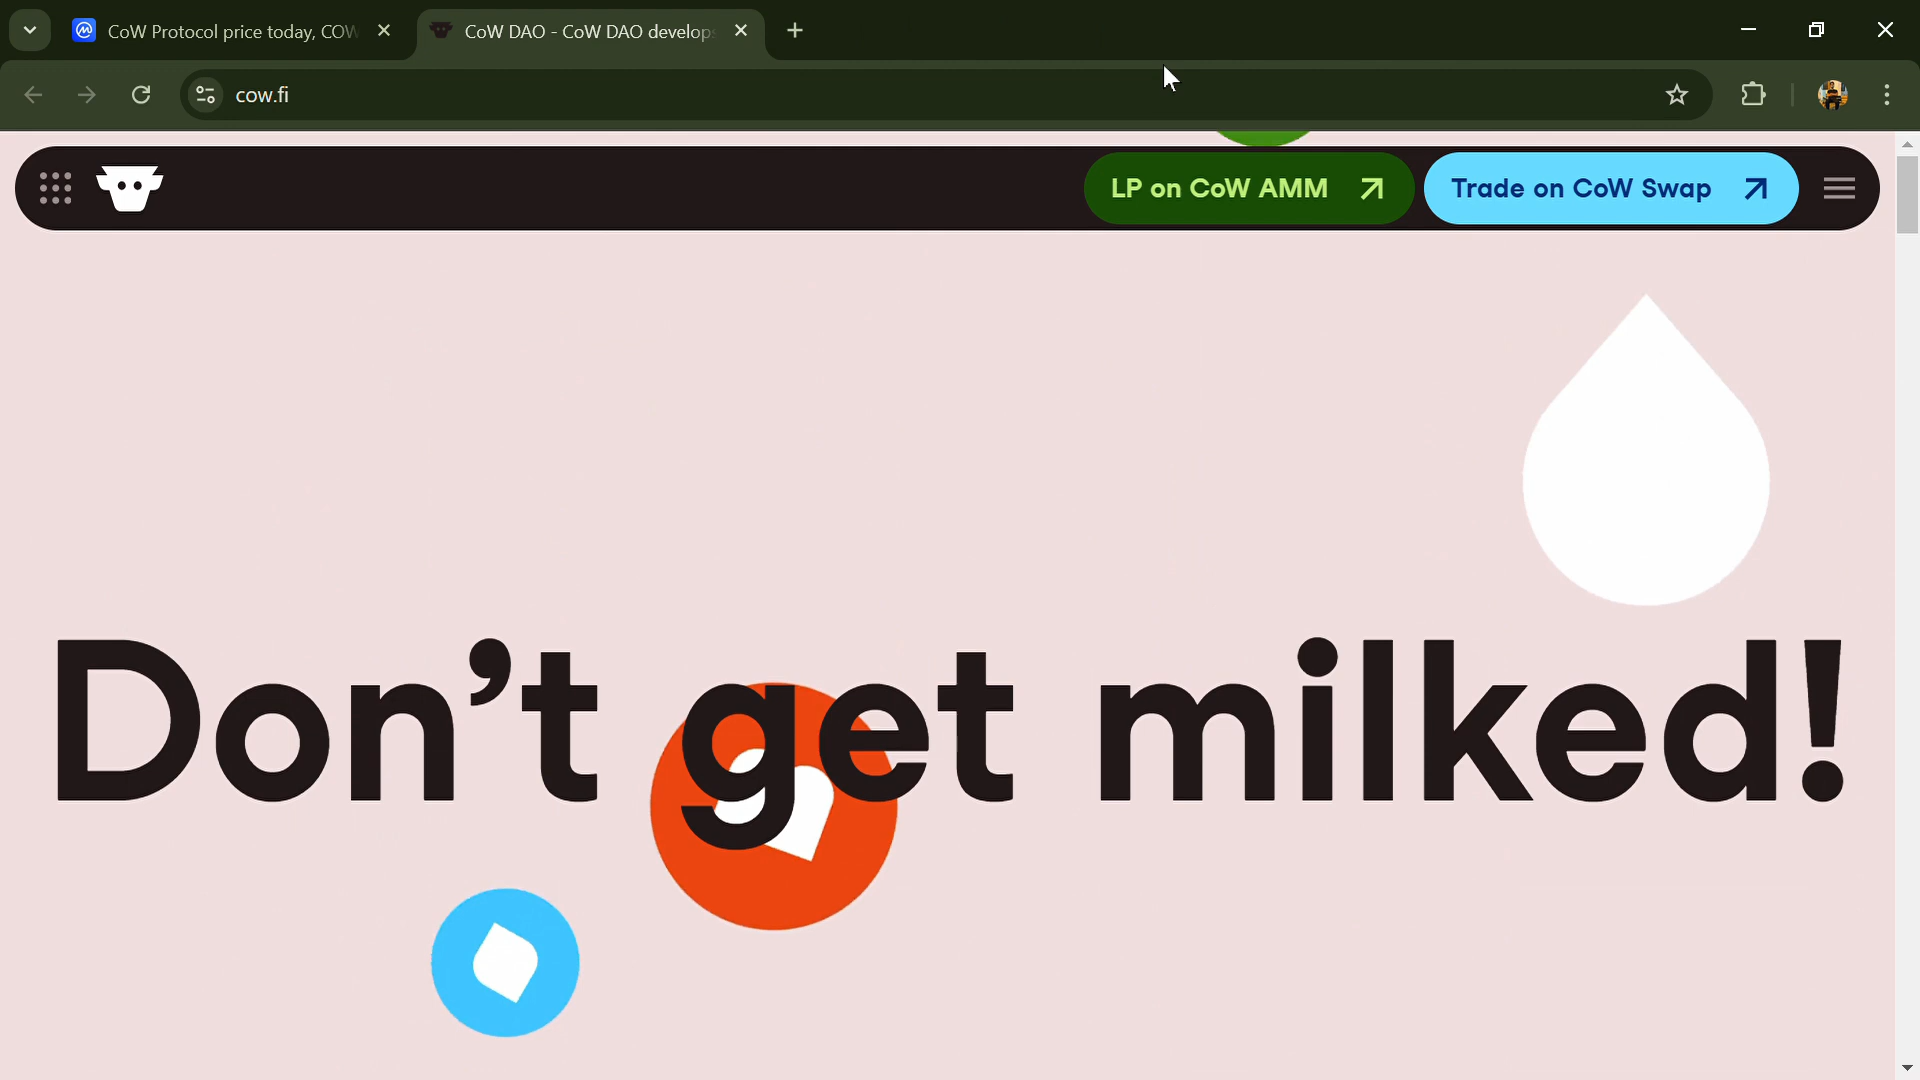 CoW Protocol price today, COW
CoW DAO - CoW DAO develops
cow.fi
LP on CoW AMM
Trade on CoW Swap
Don’t get milked!